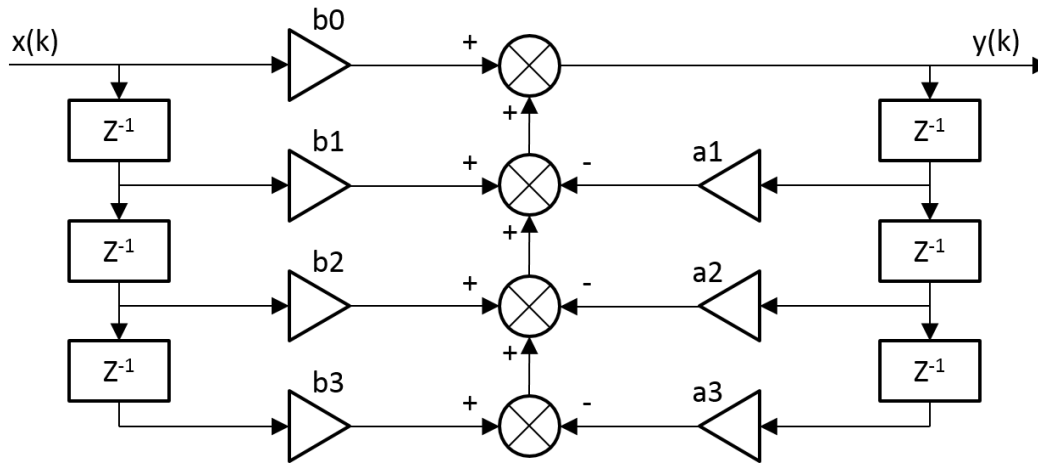 x(k) b0 + y(k)
Z-1 + Z-1
b1 + - a1
Z-1 + Z-1
b2 + - a2
Z-1 + Z-1
b3 + - a3